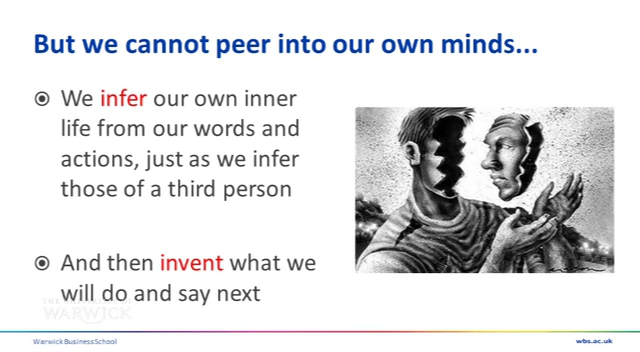 But we cannot peer into our own minds...
We infer our own inner
life from our words and
actions, just as we infer
those of a third person
And then invent what we
will do and say next
WARWICK
Warwick Business School
wbs.ac.uk